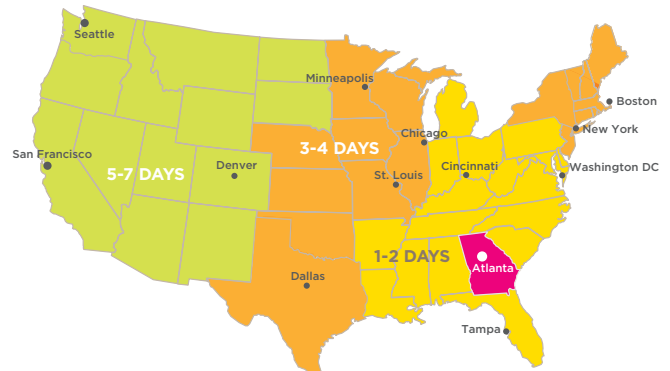 Seattle
Minneapolis
Boston
New York
Chicago
3-4 DAYS
San Francisco
Denver
5-7 DAYS
Cincinnati
Washington DC
St. Louis
1-2 DAYS
Atlanta
Dallas
Tampa